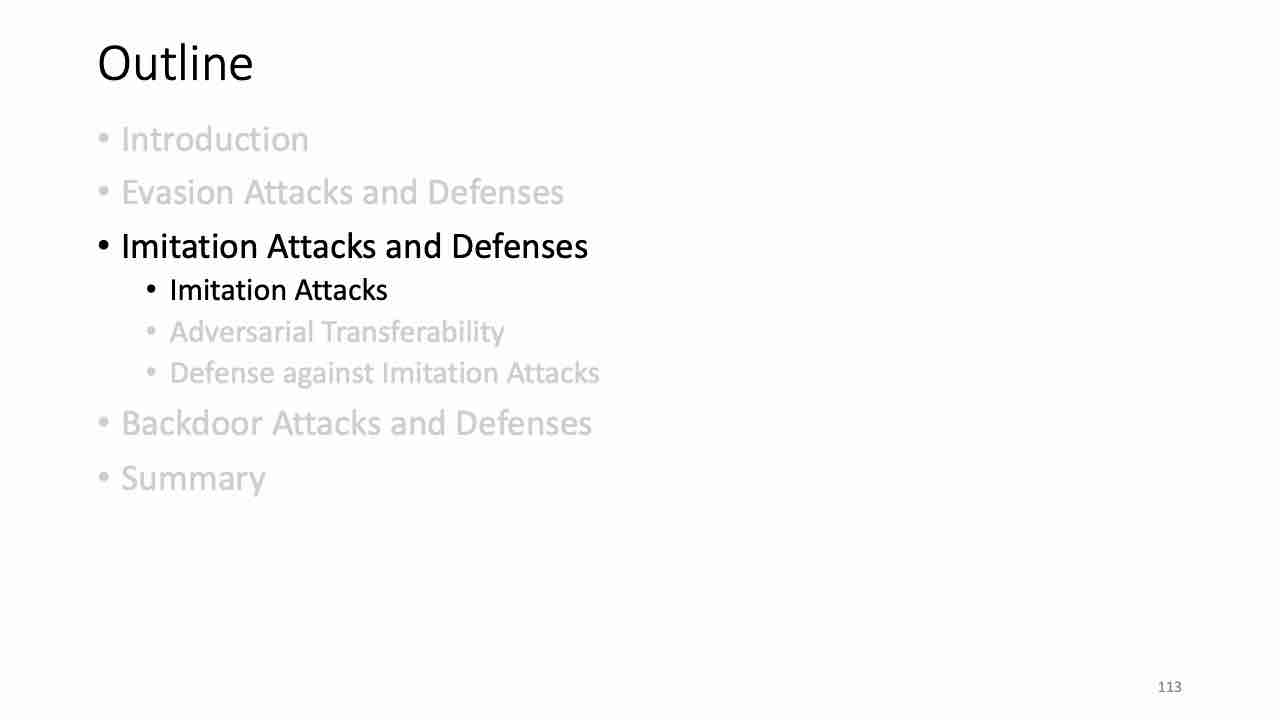 Outline
• Introduction
• Evasion Attacks and Defenses
• Imitation Attacks and Defenses
• Imitation Attacks
• Adversarial Transferability
• Defense against Imitation Attacks
• Backdoor Attacks and Defenses
• Summary
113